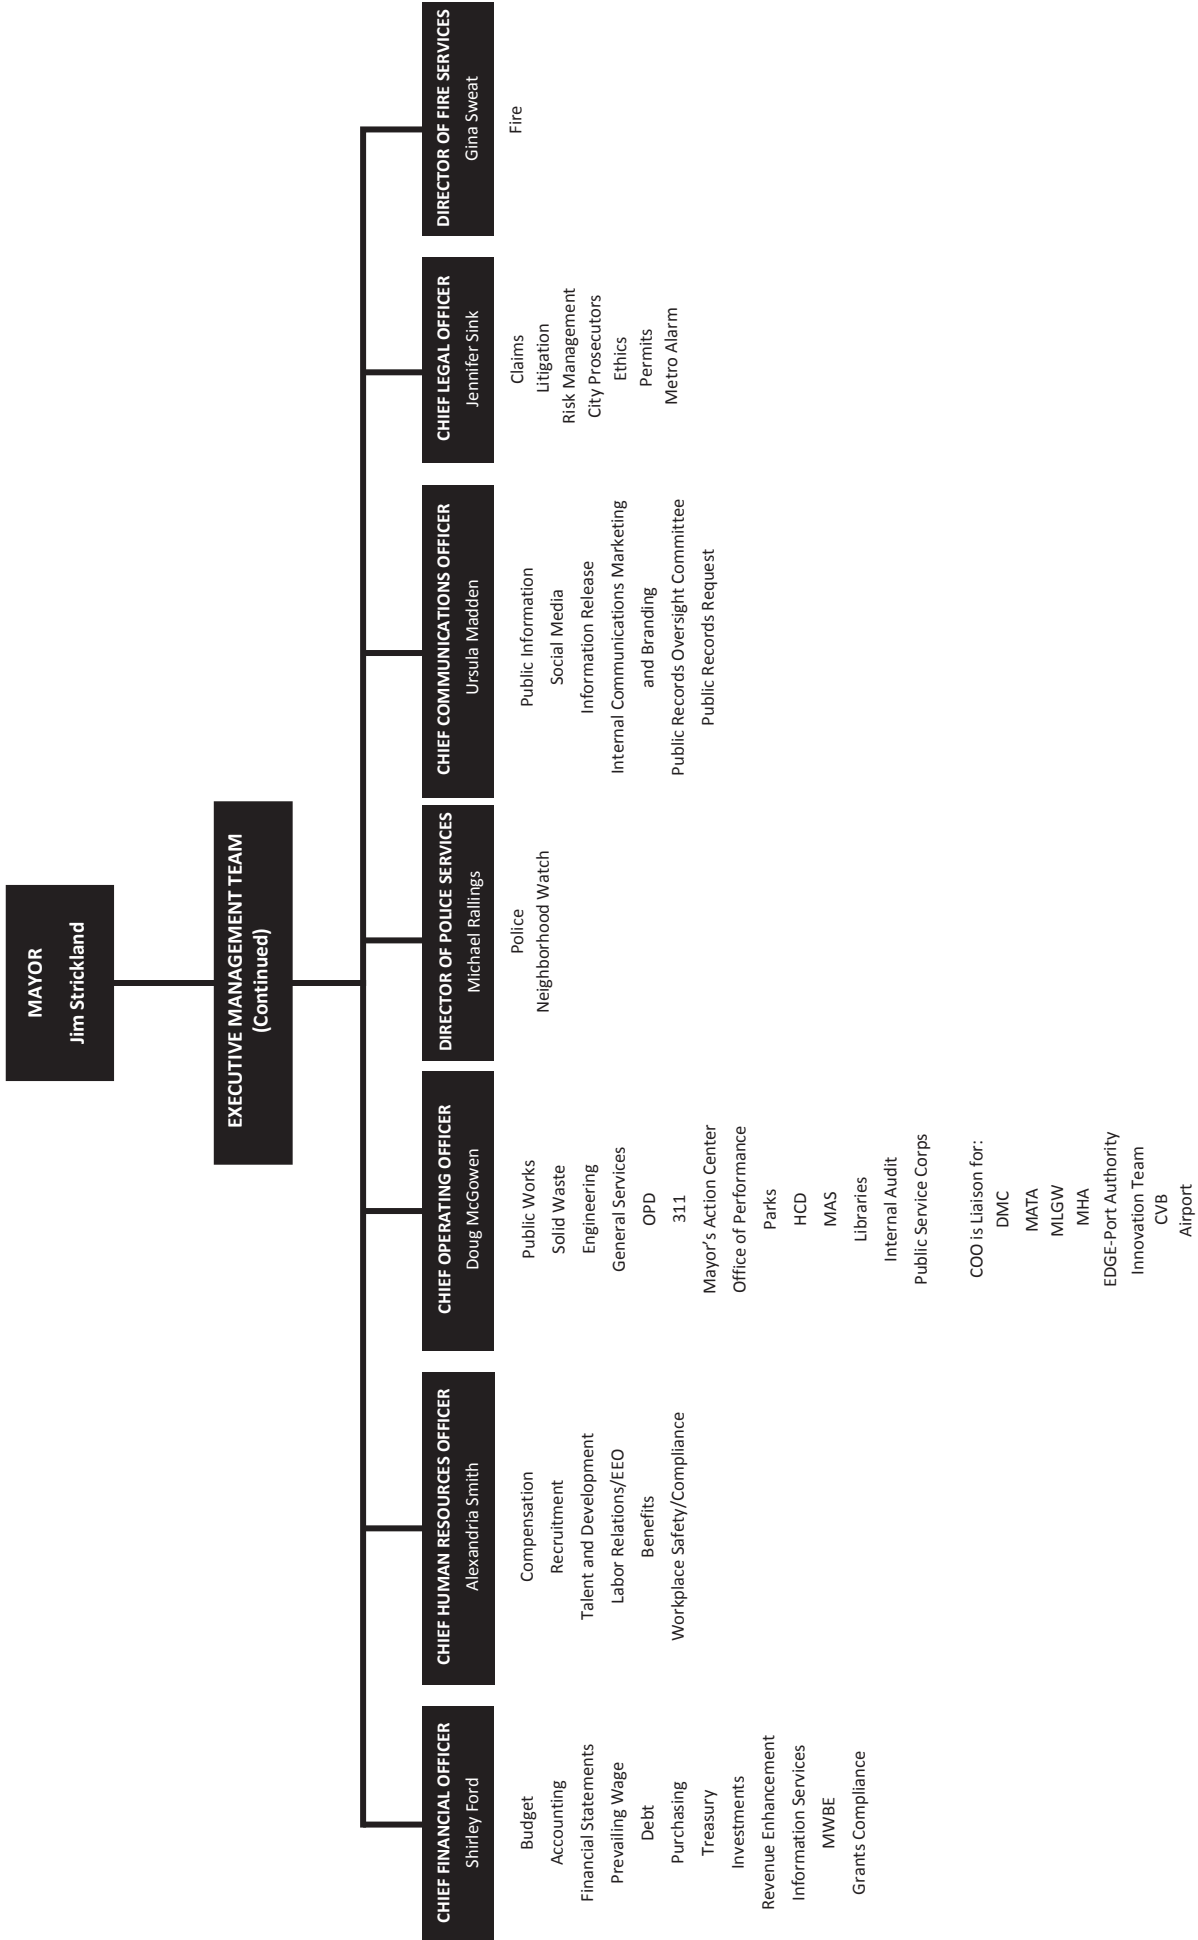 MAYOR
Jim Strickland
EXECUTIVE MANAGEMENT TEAM
(Continued)
CHIEF FINANCIAL OFFICER
Shirley Ford
Budget
Accounting
Financial Statements
Prevailing Wage
Debt
Purchasing
Treasury
Investments
Revenue Enhancement
Information Services
MWBE
Grants Compliance
CHIEF HUMAN RESOURCES OFFICER
Alexandria Smith
Compensation
Recruitment
Talent and Development
Labor Relations/EEO
Benefits
Workplace Safety/Compliance
CHIEF OPERATING OFFICER
Doug McGowen
Public Works
Solid Waste
Engineering
General Services
OPD
311
Mayor's Action Center
Office of Performance
Parks
HCD
MAS
Libraries
Internal Audit
Public Service Corps
COO is Liaison for:
DMC
MATA
MLGW
MHA
EDGE-Port Authority
Innovation Team
CVB
Airport
DIRECTOR OF POLICE SERVICES
Michael Rallings
Police
Neighborhood Watch
CHIEF COMMUNICATIONS OFFICER
Ursula Madden
Public Information
Social Media
Information Release
Internal Communications Marketing
and Branding
Public Records Oversight Committee
Public Records Request
CHIEF LEGAL OFFICER
Jennifer Sink
Claims
Litigation
Risk Management
City Prosecutors
Ethics
Permits
Metro Alarm
DIRECTOR OF FIRE SERVICES
Gina Sweat
Fire